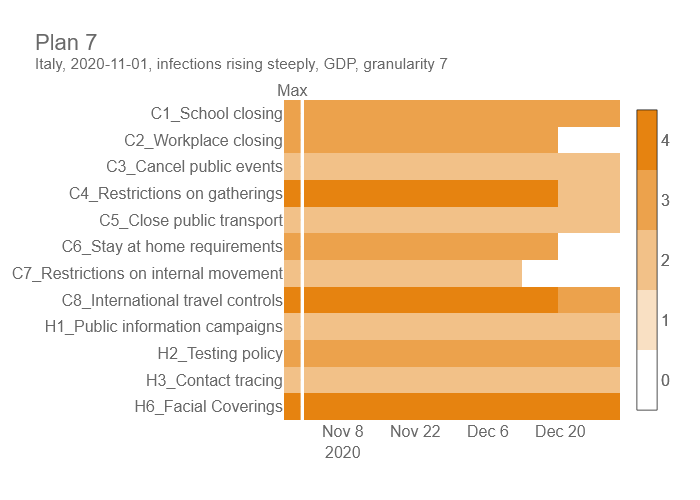 Plan 7
Italy, 2020-11-01, infections rising steeply, GDP, granularity 7
Max
C1_School closing
C2_Workplace closing
C3_Cancel public events
C4_Restrictions on gatherings
C5_Close public transport
C6_Stay at home requirements
C7_Restrictions on internal movement
C8_International travel controls
H1_Public information campaigns
H2_Testing policy
H3_Contact tracing
H6_Facial Coverings
4
3
2
1
0
Nov 8 Nov 22 Dec 6 Dec 20
2020